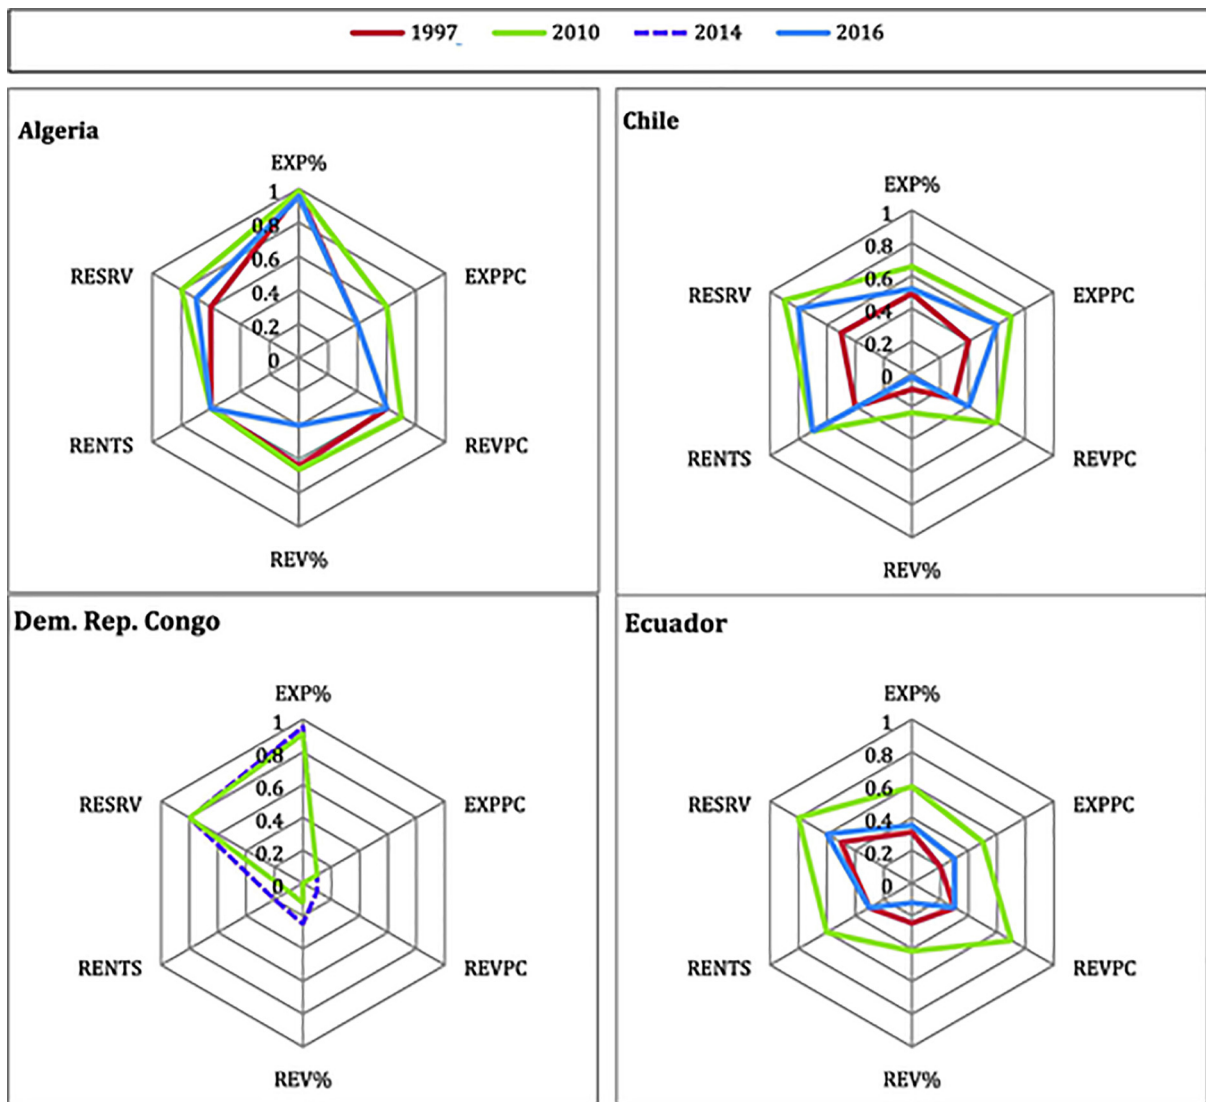 1997 2010 2014 2016
Algeria
EXP%
1
0.8
0.6
0.4
0.2
0
EXPPC
REVPC
REV%
RENTS
RESRV
Chile
EXP%
1
0.8
0.6
0.4
0.2
0
EXPPC
REVPC
REV%
RENTS
RESRV
Dem. Rep. Congo
EXP%
1
0.8
0.6
0.4
0.2
0
EXPPC
REVPC
REV%
RENTS
RESRV
Ecuador
EXP%
1
0.8
0.6
0.4
0.2
0
EXPPC
REVPC
REV%
RENTS
RESRV